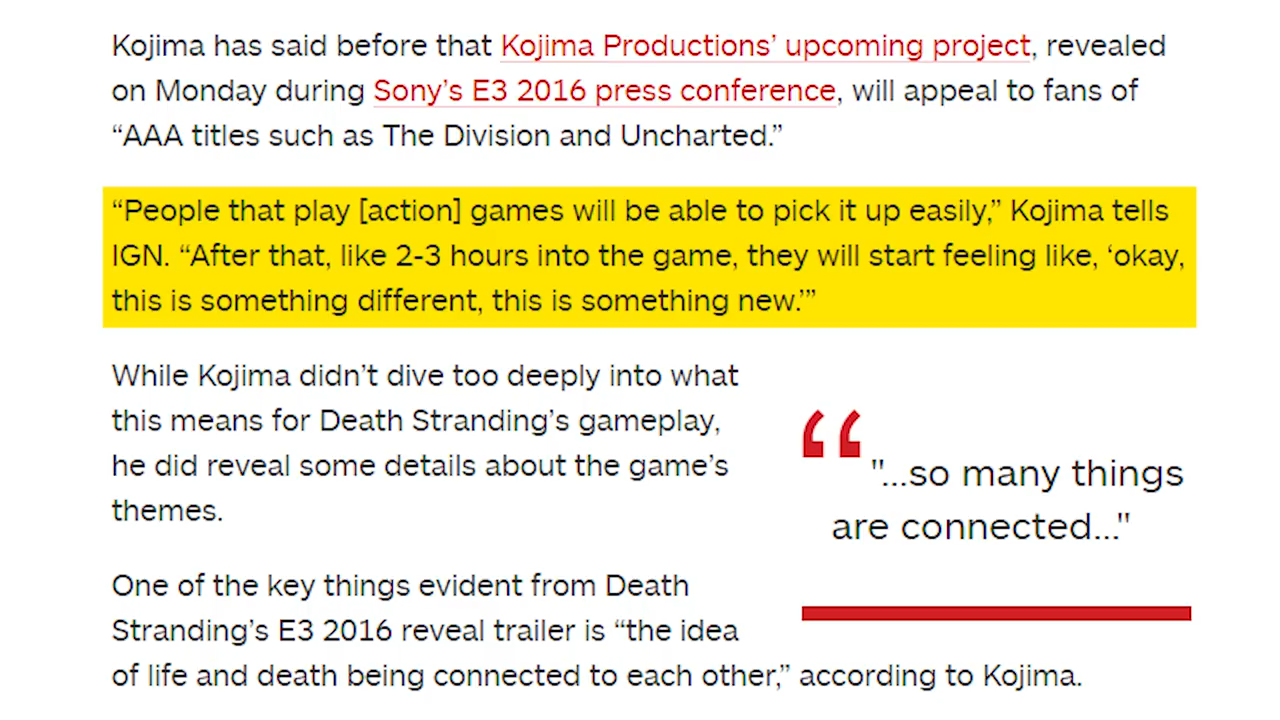 Kojima has said before that Kojima Productions’ upcoming project, revealed
on Monday during Sony’s E3 2016 press conference, will appeal to fans of
“AAA titles such as The Division and Uncharted.”
“People that play [action] games will be able to pick it up easily,” Kojima tells
IGN. “After that, like 2-3 hours into the game, they will start feeling like, ‘okay,
this is something different, this is something new.’”
While Kojima didn’t dive too deeply into what
this means for Death Stranding’s gameplay,
he did reveal some details about the game’s
themes.
“
"...so many things
are connected..."
One of the key things evident from Death
Stranding’s E3 2016 reveal trailer is “the idea
of life and death being connected to each other,” according to Kojima.